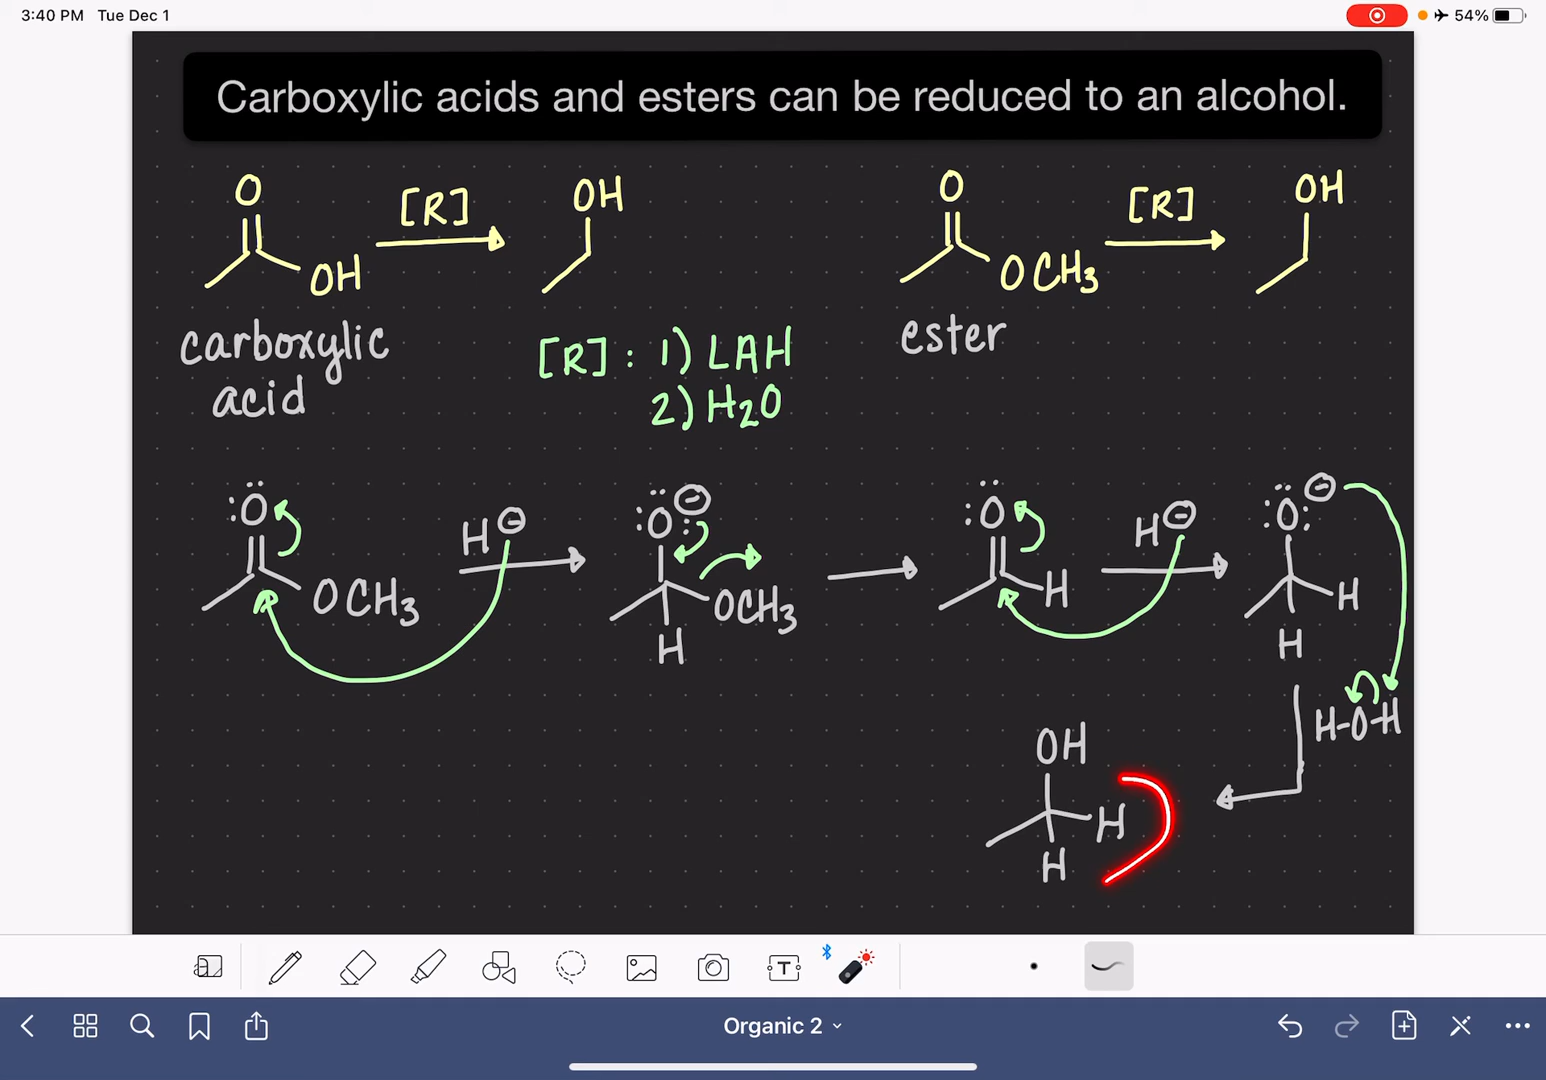 3:40 PM Tue Dec 1
54%
Carboxylic acids and esters can be reduced to an alcohol.
O
OH
[R]
OH
O
OCH3
[R]
OH
carboxylic
acid
[R] : 1) LAH
2) H2O
ester
:Ö
OCH3
H⊖
:Ö:⊖
OCH3
H
:Ö
H
H⊖
:Ö:⊖
H
H
H-O-H
OH
H
H
T
Organic 2